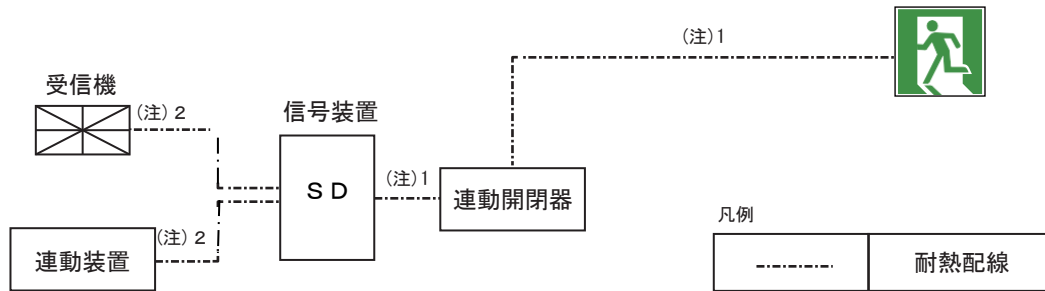 (注)1
受信機
(注) 2
信号装置
SD
(注)1
連動開閉器
(注) 2
連動装置
凡例
耐熱配線